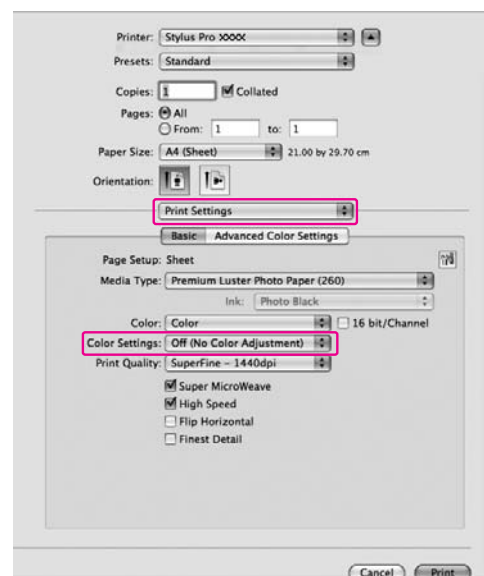 Printer: Stylus Pro XXXX
Presets: Standard
Copies: 1 Collated
Pages: All
From: 1 to: 1
Paper Size: A4 (Sheet) 21.00 by 29.70 cm
Orientation:
Print Settings
Basic Advanced Color Settings
Page Setup: Sheet
Media Type: Premium Luster Photo Paper (260)
Ink: Photo Black
Color: Color 16 bit/Channel
Color Settings: Off (No Color Adjustment)
Print Quality: SuperFine - 1440dpi
Super MicroWeave
High Speed
Flip Horizontal
Finest Detail
Cancel Print